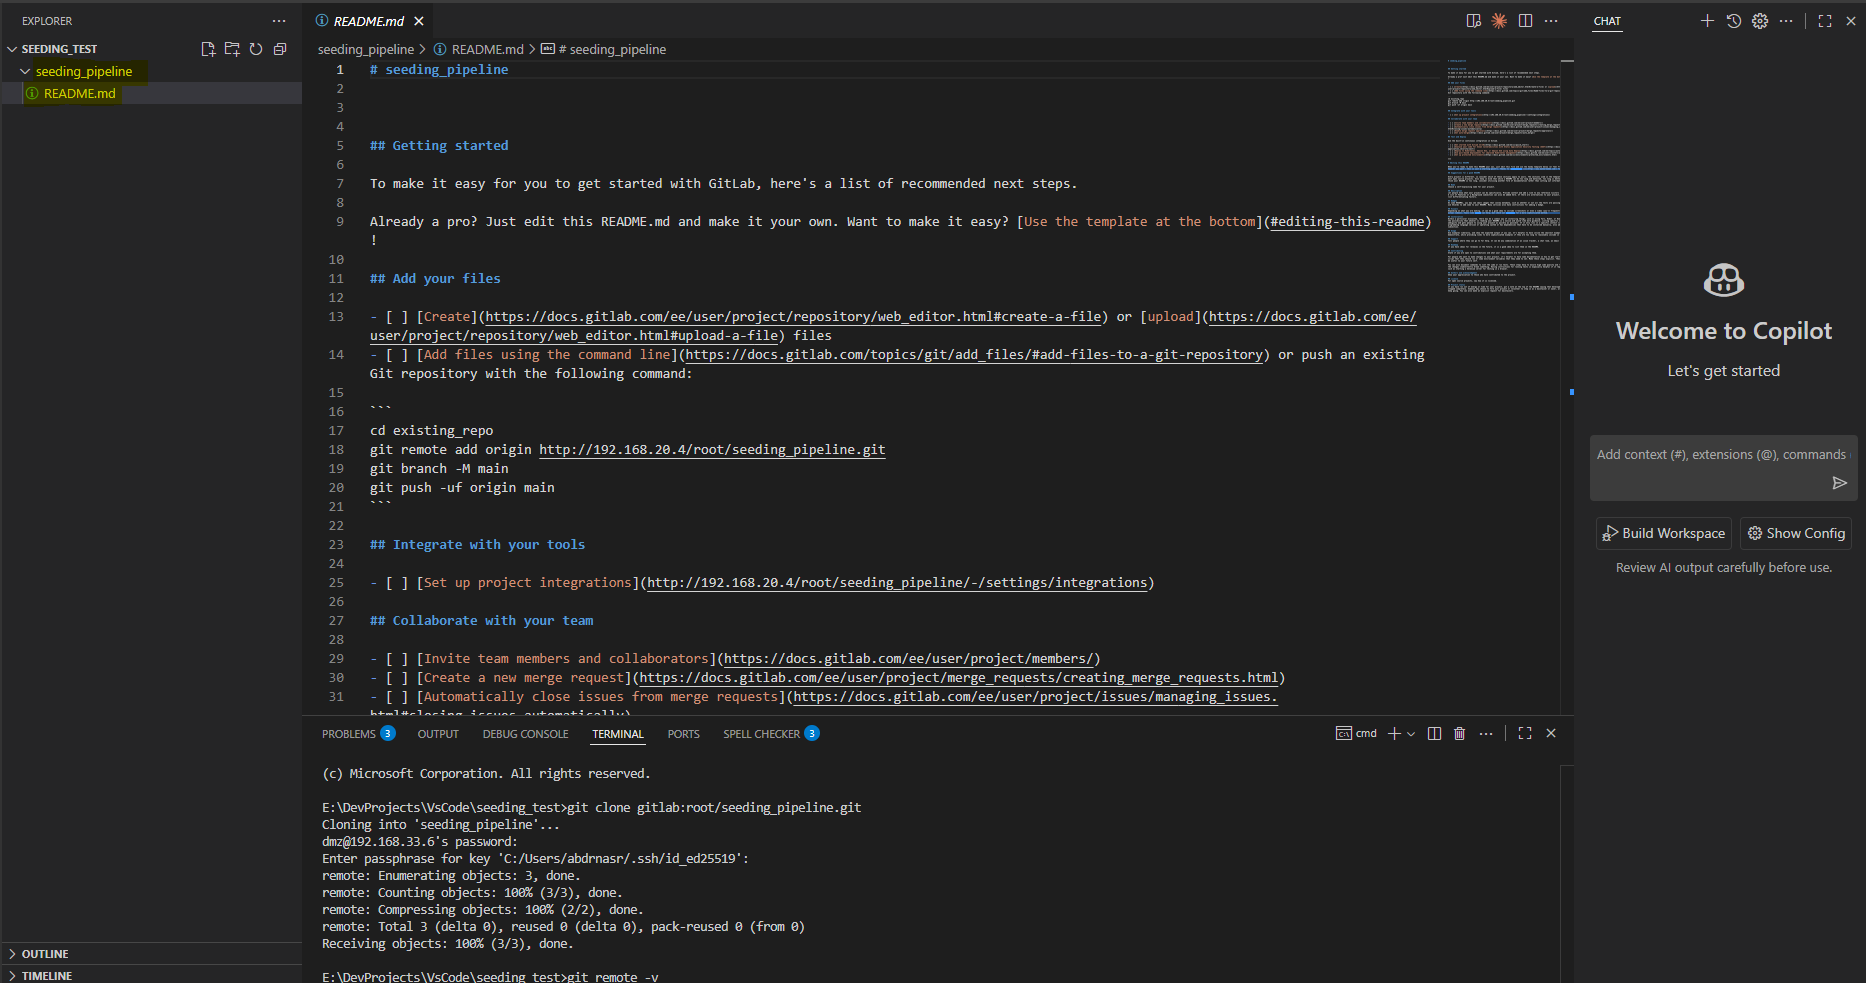 EXPLORER
SEEDING_TEST
seeding_pipeline
README.md
OUTLINE
TIMELINE
README.md
seeding_pipeline > README.md > # seeding_pipeline
1 # seeding_pipeline
2
3
4
5 ## Getting started
6
7 To make it easy for you to get started with GitLab, here's a list of recommended next steps.
8
9 Already a pro? Just edit this README.md and make it your own. Want to make it easy? [Use the template at the bottom](#editing-this-readme)
!
10
11 ## Add your files
12
13 - [ ] [Create](https://docs.gitlab.com/ee/user/project/repository/web_editor.html#create-a-file) or [upload](https://docs.gitlab.com/ee/
user/project/repository/web_editor.html#upload-a-file) files
14 - [ ] [Add files using the command line](https://docs.gitlab.com/topics/git/add_files/#add-files-to-a-git-repository) or push an existing
Git repository with the following command:
15
16 ```
17 cd existing_repo
18 git remote add origin http://192.168.20.4/root/seeding_pipeline.git
19 git branch -M main
20 git push -uf origin main
21 ```
22
23 ## Integrate with your tools
24
25 - [ ] [Set up project integrations](http://192.168.20.4/root/seeding_pipeline/-/settings/integrations)
26
27 ## Collaborate with your team
28
29 - [ ] [Invite team members and collaborators](https://docs.gitlab.com/ee/user/project/members/)
30 - [ ] [Create a new merge request](https://docs.gitlab.com/ee/user/project/merge_requests/creating_merge_requests.html)
31 - [ ] [Automatically close issues from merge requests](https://docs.gitlab.com/ee/user/project/issues/managing_issues.
html#closing-issues-automatically)
PROBLEMS 3 OUTPUT DEBUG CONSOLE TERMINAL PORTS SPELL CHECKER 3
cmd
(c) Microsoft Corporation. All rights reserved.
E:\DevProjects\VsCode\seeding_test>git clone gitlab:root/seeding_pipeline.git
Cloning into 'seeding_pipeline'...
dmz@192.168.33.6's password:
Enter passphrase for key 'C:/Users/abdrnasr/.ssh/id_ed25519':
remote: Enumerating objects: 3, done.
remote: Counting objects: 100% (3/3), done.
remote: Compressing objects: 100% (2/2), done.
remote: Total 3 (delta 0), reused 0 (delta 0), pack-reused 0 (from 0)
Receiving objects: 100% (3/3), done.
E:\DevProjects\VsCode\seeding_test>git remote -v
CHAT
Welcome to Copilot
Let's get started
Add context (#), extensions (@), commands
Build Workspace
Show Config
Review AI output carefully before use.